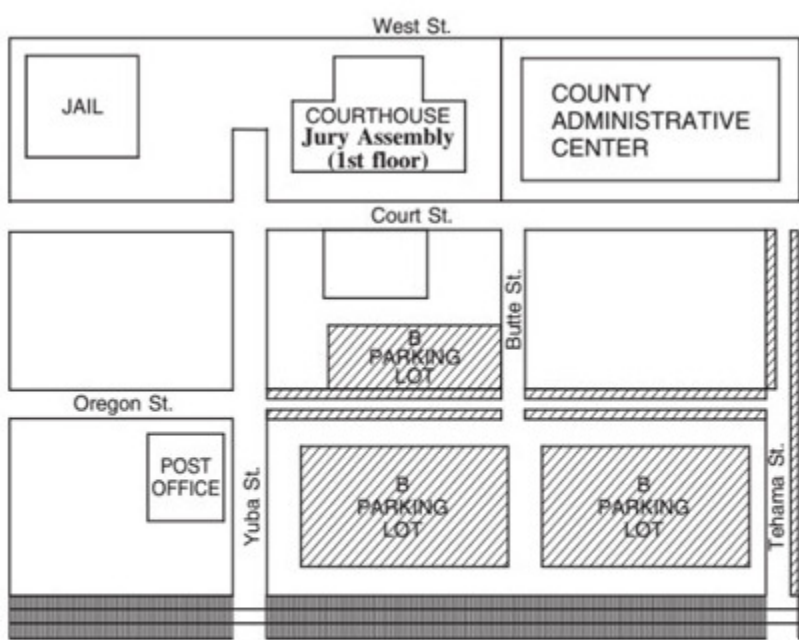 West St.
JAIL
COURTHOUSE
Jury Assembly
(1st floor)
COUNTY
ADMINISTRATIVE
CENTER
Court St.
Butte St.
B
PARKING
LOT
Oregon St.
POST
OFFICE
Yuba St.
B
PARKING
LOT
B
PARKING
LOT
Tehama St.